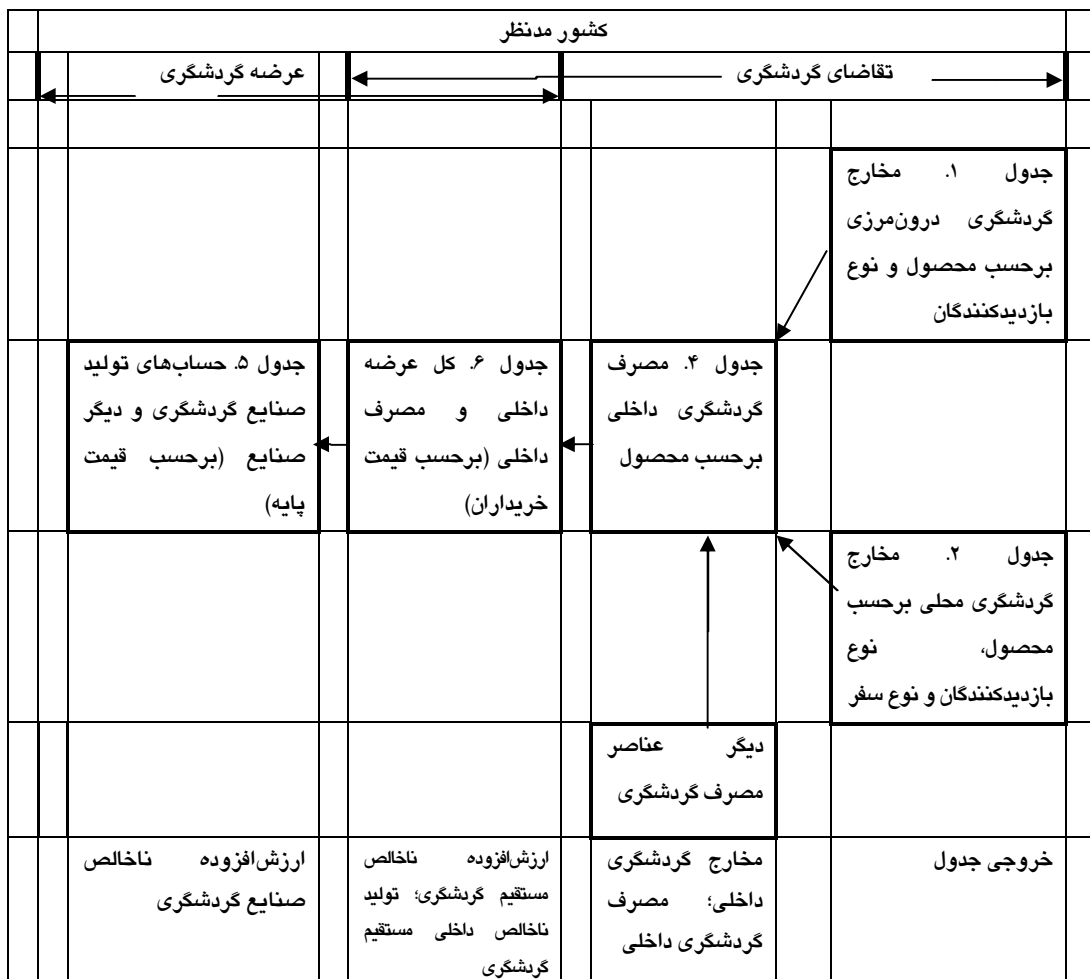 کشور مدنظر
تقاضای گردشگری
عرضه گردشگری
جدول ۱. مخارج
گردشگری درون‌مرزی
برحسب محصول و نوع
بازدیدکنندگان
جدول ۴. مصرف
گردشگری داخلی
برحسب محصول
جدول ۶. کل عرضه
داخلی و مصرف
داخلی (برحسب قیمت
خریداران)
جدول ۵. حساب‌های تولید
صنایع گردشگری و دیگر
صنایع (برحسب قیمت
پایه)
جدول ۲. مخارج
گردشگری محلی برحسب
محصول، نوع
بازدیدکنندگان و نوع سفر
دیگر عناصر
مصرف گردشگری
خروجی جدول
مخارج گردشگری
داخلی؛ مصرف
گردشگری داخلی
ارزش‌افزوده ناخالص
مستقیم گردشگری؛ تولید
ناخالص داخلی مستقیم
گردشگری
ارزش‌افزوده ناخالص
صنایع گردشگری